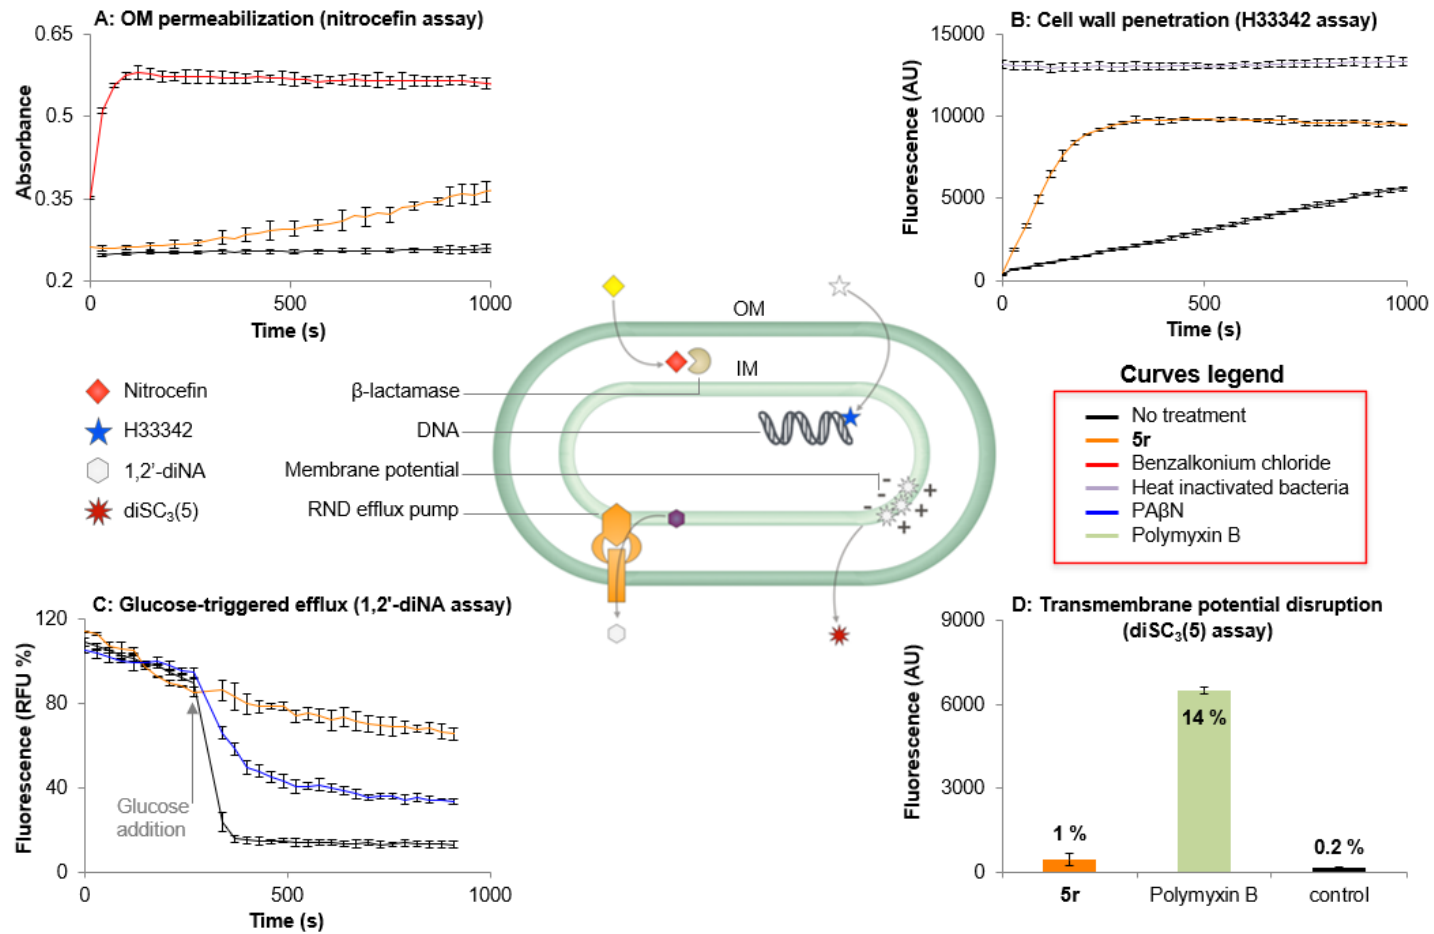 A: OM permeabilization (nitrocefin assay)
0.65
0.5
0.35
0.2
Absorbance
0
500
1000
Time (s)
B: Cell wall penetration (H33342 assay)
15000
10000
5000
0
Fluorescence (AU)
0
500
1000
Time (s)
OM
IM
Nitrocefin
H33342
1,2'-diNA
diSC3(5)
β-lactamase
DNA
Membrane potential
RND efflux pump
-
-
-
+
+
+
Curves legend
No treatment
5r
Benzalkonium chloride
Heat inactivated bacteria
PAβN
Polymyxin B
C: Glucose-triggered efflux (1,2'-diNA assay)
120
80
40
0
Fluorescence (RFU %)
Glucose
addition
0
500
1000
Time (s)
D: Transmembrane potential disruption
(diSC3(5) assay)
9000
6000
3000
0
Fluorescence (AU)
1 %
14 %
0.2 %
5r
Polymyxin B
control